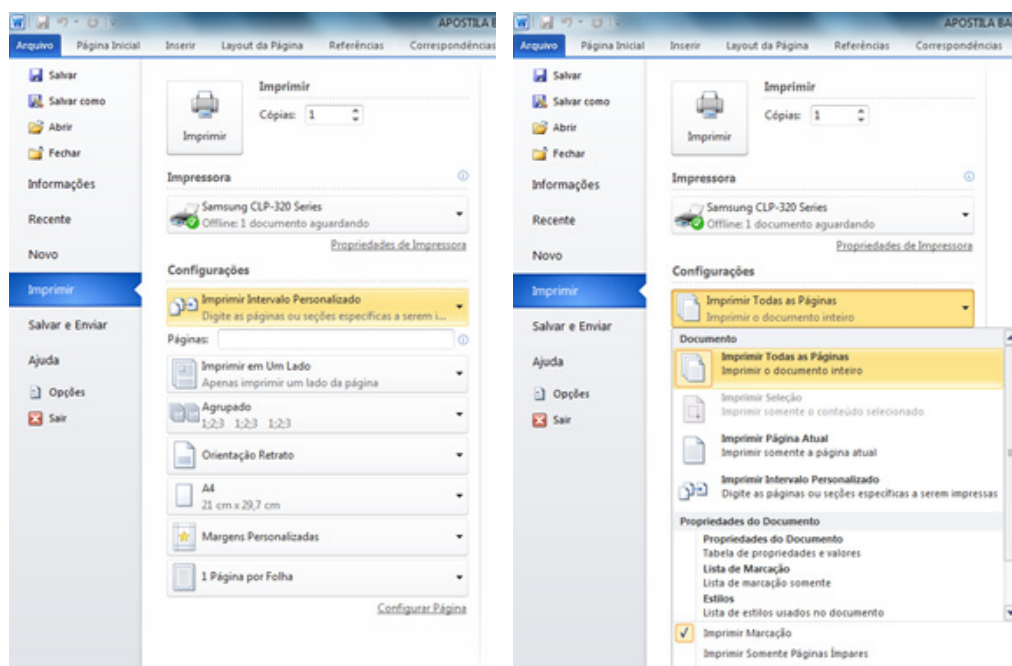 APOSTILA B
Arquivo Página Inicial Inserir Layout da Página Referências Correspondências
Salvar
Salvar como
Abrir
Fechar
Informações
Recente
Novo
Imprimir
Salvar e Enviar
Ajuda
Opções
Sair
Imprimir
Cópias: 1
Imprimir
Impressora
Samsung CLP-320 Series
Offline: 1 documento aguardando
Propriedades de Impressora
Configurações
Imprimir Intervalo Personalizado
Digite as páginas ou seções específicas a serem i...
Páginas:
Imprimir em Um Lado
Apenas imprimir um lado da página
Agrupado
1;2;3 1;2;3 1;2;3
Orientação Retrato
A4
21 cm x 29,7 cm
Margens Personalizadas
1 Página por Folha
Configurar Página
APOSTILA BA
Arquivo Página Inicial Inserir Layout da Página Referências Correspondências
Salvar
Salvar como
Abrir
Fechar
Informações
Recente
Novo
Imprimir
Salvar e Enviar
Ajuda
Opções
Sair
Imprimir
Cópias: 1
Imprimir
Impressora
Samsung CLP-320 Series
Offline: 1 documento aguardando
Propriedades de Impressora
Configurações
Imprimir Todas as Páginas
Imprimir o documento inteiro
Documento
Imprimir Todas as Páginas
Imprimir o documento inteiro
Imprimir Seleção
Imprimir somente o conteúdo selecionado
Imprimir Página Atual
Imprimir somente a página atual
Imprimir Intervalo Personalizado
Digite as páginas ou seções específicas a serem impressas
Propriedades do Documento
Propriedades do Documento
Tabela de propriedades e valores
Lista de Marcação
Lista de marcação somente
Estilos
Lista de estilos usados no documento
Imprimir Marcação
Imprimir Somente Páginas Ímpares